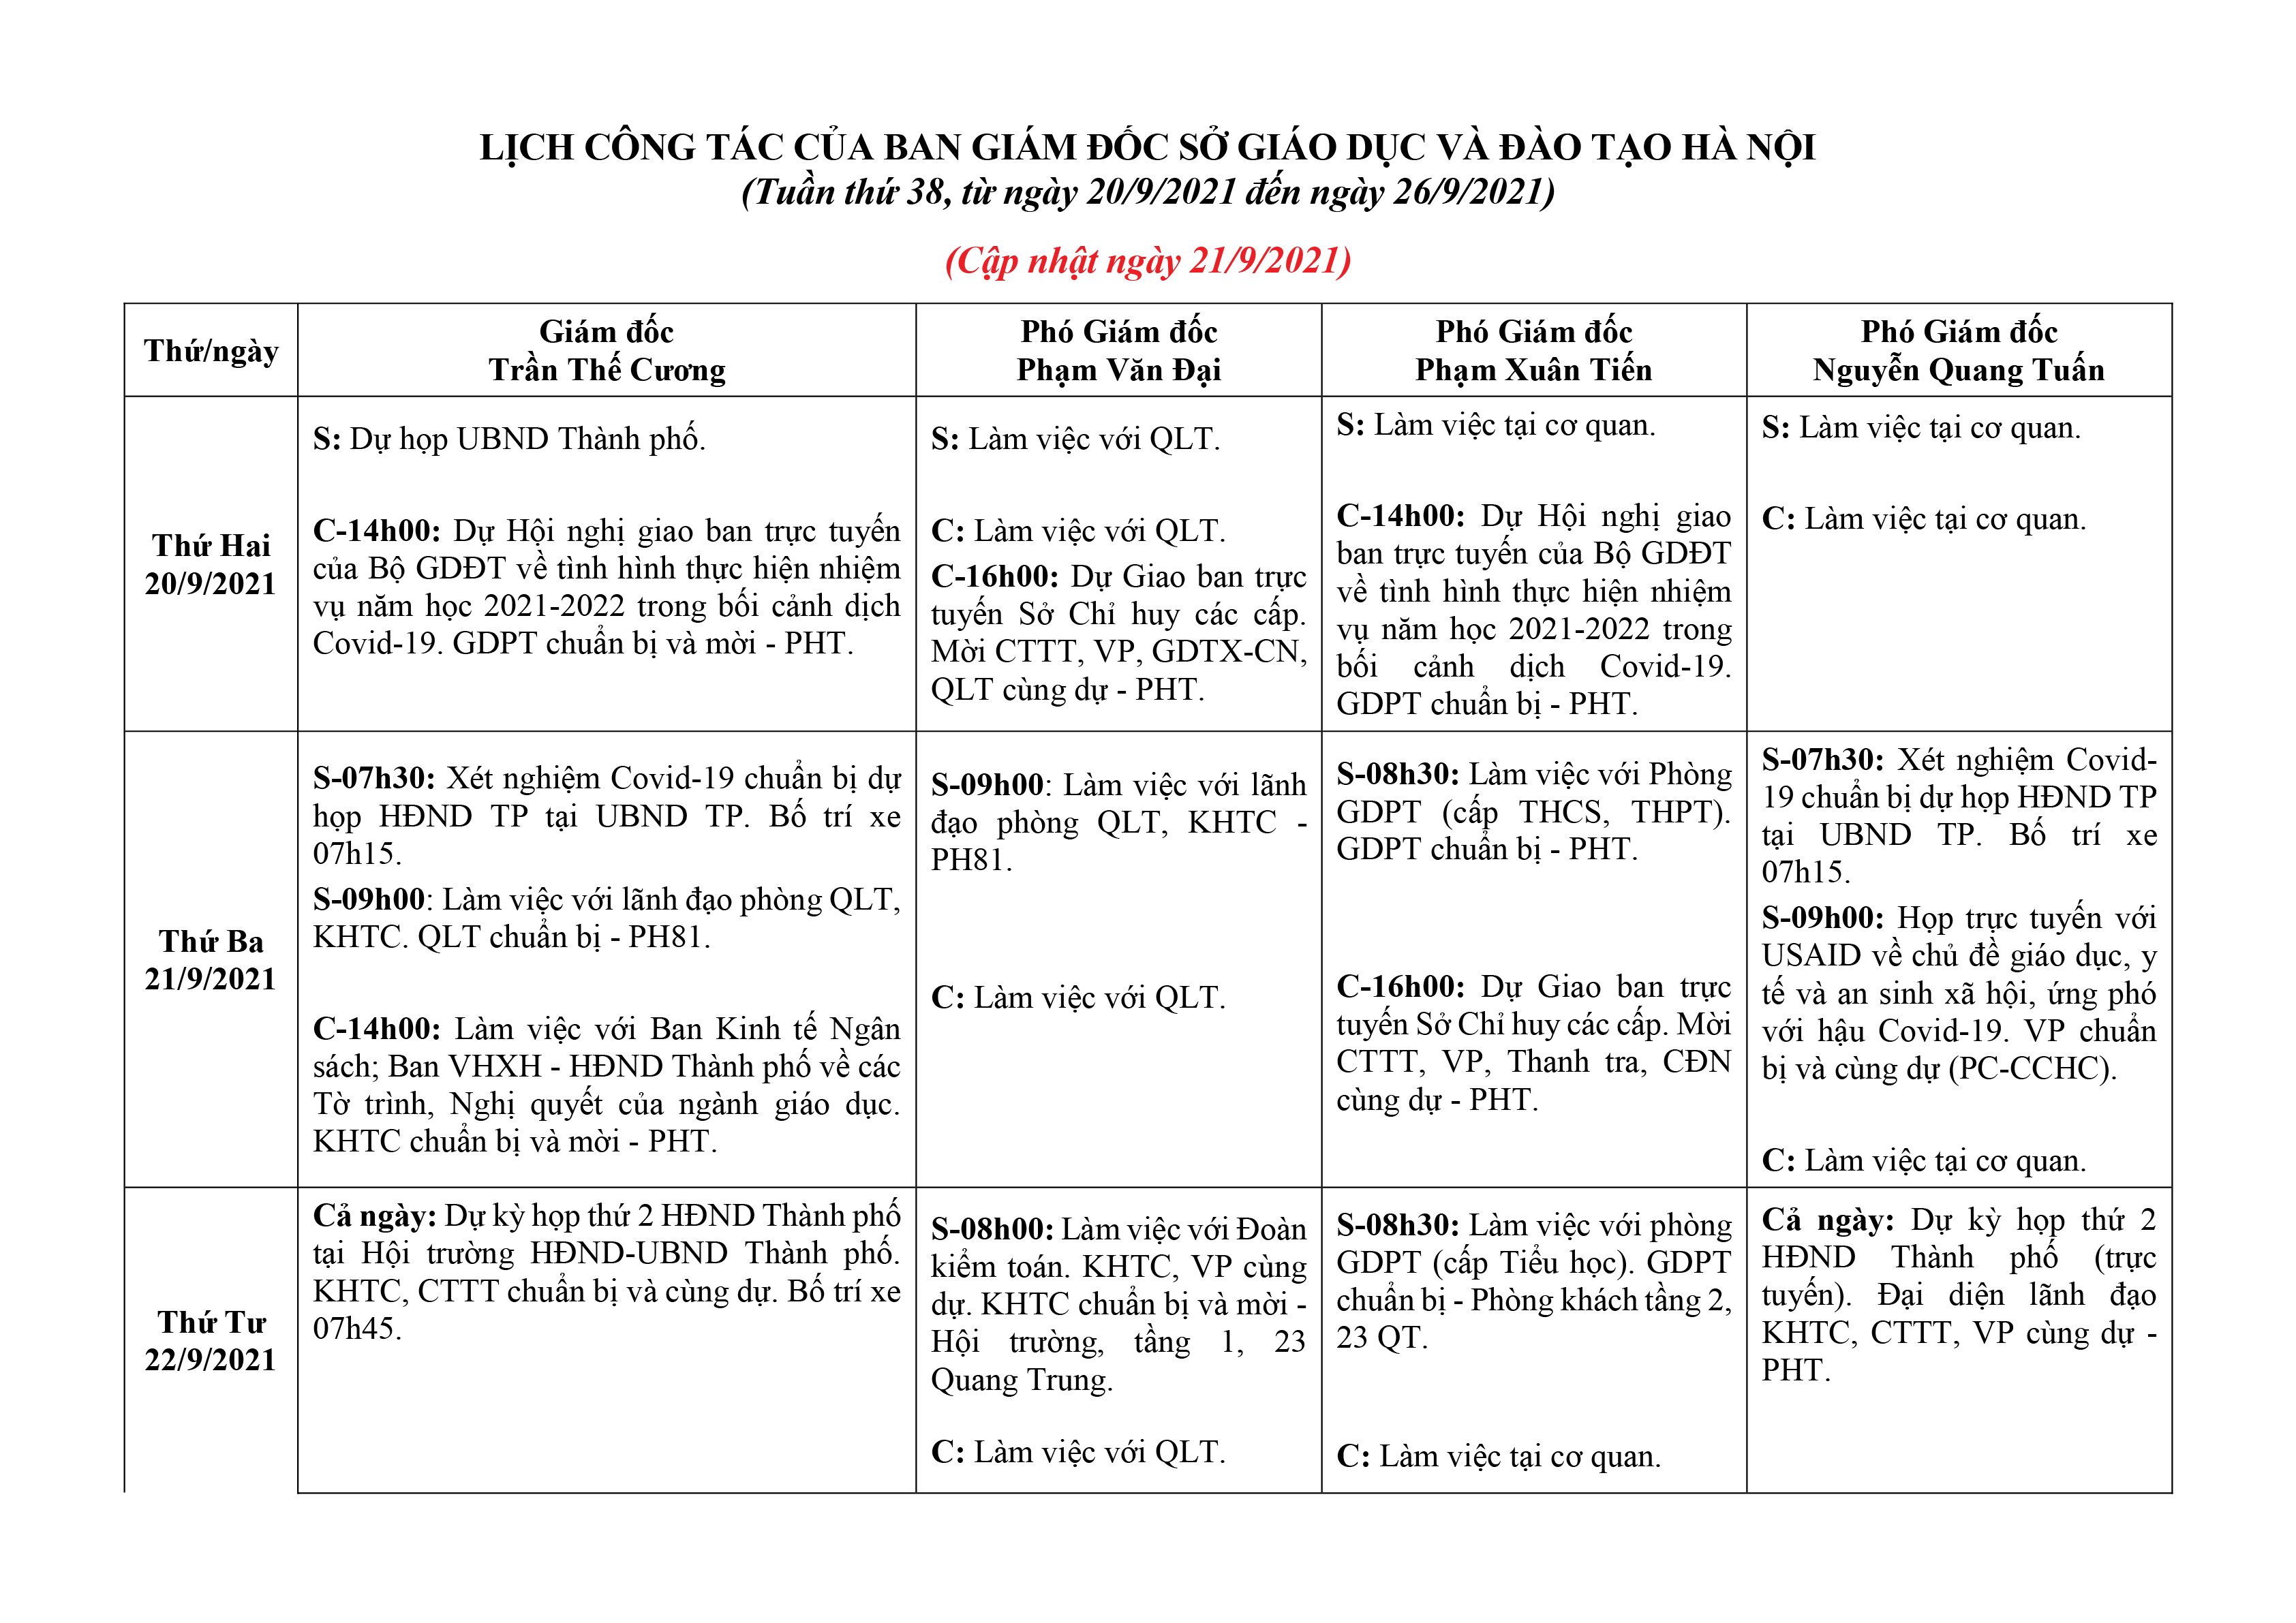 LỊCH CÔNG TÁC CỦA BAN GIÁM ĐỐC SỞ GIÁO DỤC VÀ ĐÀO TẠO HÀ NỘI
(Tuần thứ 38, từ ngày 20/9/2021 đến ngày 26/9/2021)
(Cập nhật ngày 21/9/2021)
Thứ/ngày
Giám đốc
Trần Thế Cương
Phó Giám đốc
Phạm Văn Đại
Phó Giám đốc
Phạm Xuân Tiến
Phó Giám đốc
Nguyễn Quang Tuấn
Thứ Hai
20/9/2021
S: Dự họp UBND Thành phố.
C-14h00: Dự Hội nghị giao ban trực tuyến
của Bộ GDĐT về tình hình thực hiện nhiệm
vụ năm học 2021-2022 trong bối cảnh dịch
Covid-19. GDPT chuẩn bị và mời - PHT.
S: Làm việc với QLT.
C: Làm việc với QLT.
C-16h00: Dự Giao ban trực
tuyến Sở Chỉ huy các cấp.
Mời CTTT, VP, GDTX-CN,
QLT cùng dự - PHT.
S: Làm việc tại cơ quan.
C-14h00: Dự Hội nghị giao
ban trực tuyến của Bộ GDĐT
về tình hình thực hiện nhiệm
vụ năm học 2021-2022 trong
bối cảnh dịch Covid-19.
GDPT chuẩn bị - PHT.
S: Làm việc tại cơ quan.
C: Làm việc tại cơ quan.
Thứ Ba
21/9/2021
S-07h30: Xét nghiệm Covid-19 chuẩn bị dự
họp HĐND TP tại UBND TP. Bố trí xe
07h15.
S-09h00: Làm việc với lãnh đạo phòng QLT,
KHTC. QLT chuẩn bị - PH81.
C-14h00: Làm việc với Ban Kinh tế Ngân
sách; Ban VHXH - HĐND Thành phố về các
Tờ trình, Nghị quyết của ngành giáo dục.
KHTC chuẩn bị và mời - PHT.
S-09h00: Làm việc với lãnh
đạo phòng QLT, KHTC -
PH81.
C: Làm việc với QLT.
S-08h30: Làm việc với Phòng
GDPT (cấp THCS, THPT).
GDPT chuẩn bị - PHT.
C-16h00: Dự Giao ban trực
tuyến Sở Chỉ huy các cấp. Mời
CTTT, VP, Thanh tra, CĐN
cùng dự - PHT.
S-07h30: Xét nghiệm Covid-
19 chuẩn bị dự họp HĐND TP
tại UBND TP. Bố trí xe
07h15.
S-09h00: Họp trực tuyến với
USAID về chủ đề giáo dục, y
tế và an sinh xã hội, ứng phó
với hậu Covid-19. VP chuẩn
bị và cùng dự (PC-CCHC).
C: Làm việc tại cơ quan.
Thứ Tư
22/9/2021
Cả ngày: Dự kỳ họp thứ 2 HĐND Thành phố
tại Hội trường HĐND-UBND Thành phố.
KHTC, CTTT chuẩn bị và cùng dự. Bố trí xe
07h45.
S-08h00: Làm việc với Đoàn
kiểm toán. KHTC, VP cùng
dự. KHTC chuẩn bị và mời -
Hội trường, tầng 1, 23
Quang Trung.
C: Làm việc với QLT.
S-08h30: Làm việc với phòng
GDPT (cấp Tiểu học). GDPT
chuẩn bị - Phòng khách tầng 2,
23 QT.
C: Làm việc tại cơ quan.
Cả ngày: Dự kỳ họp thứ 2
HĐND Thành phố (trực
tuyến). Đại diện lãnh đạo
KHTC, CTTT, VP cùng dự -
PHT.